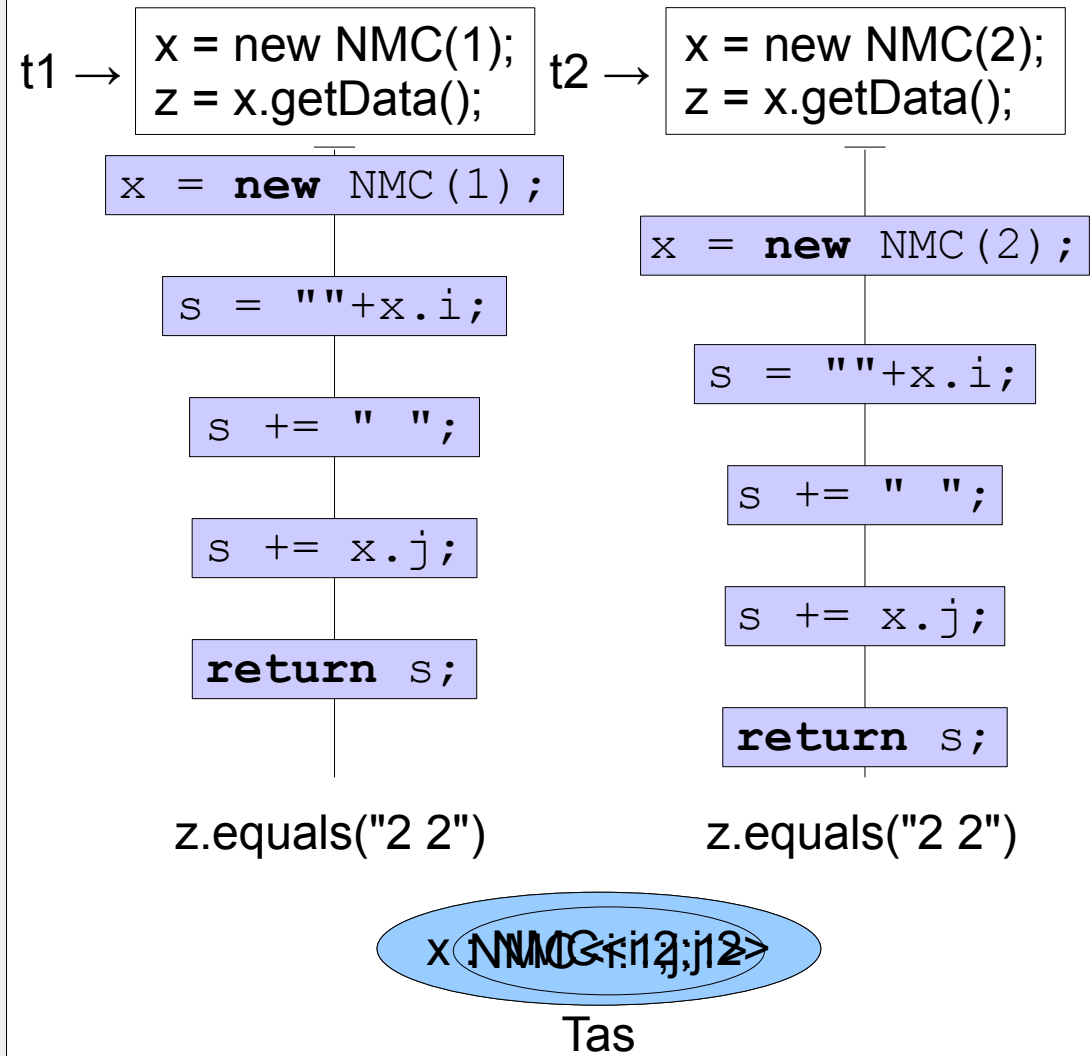 t1 →
x = new NMC(1);
z = x.getData();
t2 →
x = new NMC(2);
z = x.getData();
x = new NMC(1);
s = ""+x.i;
s += " ";
s += x.j;
return s;
z.equals("2 2")
x = new NMC(2);
s = ""+x.i;
s += " ";
s += x.j;
return s;
z.equals("2 2")
x :
Tas